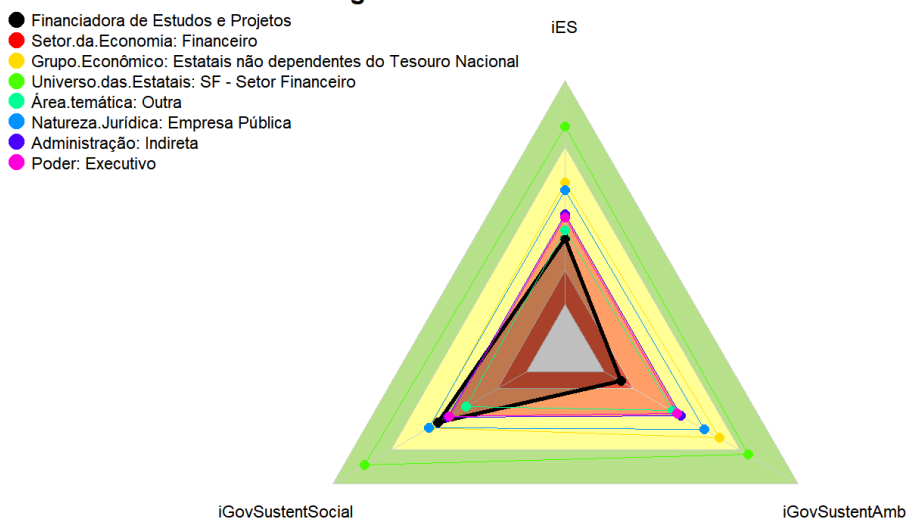 Financiadora de Estudos e Projetos
Setor.da.Economia: Financeiro
Grupo.Econômico: Estatais não dependentes do Tesouro Nacional
Universo.das.Estatais: SF - Setor Financeiro
Área.temática: Outra
Natureza.Jurídica: Empresa Pública
Administração: Indireta
Poder: Executivo
iES
iGovSustentSocial
iGovSustentAmb